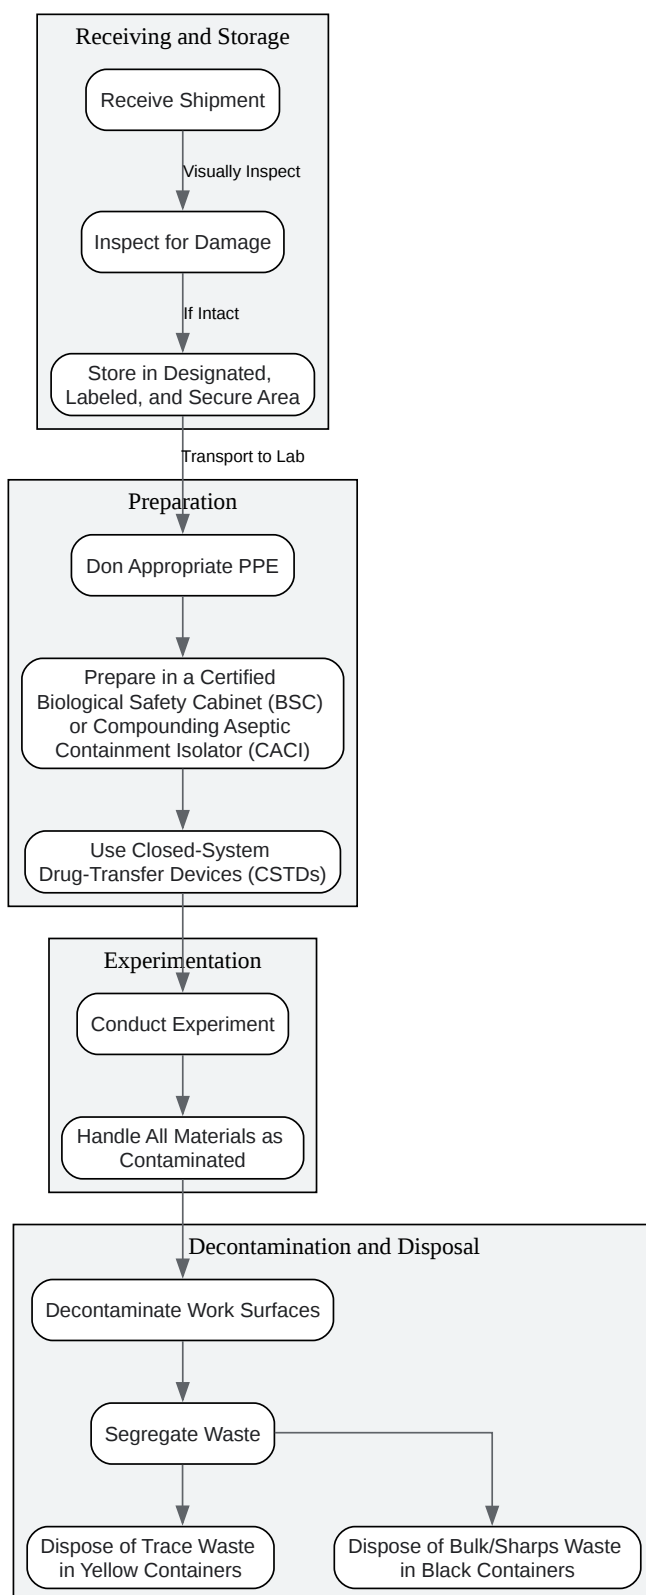 Receiving and Storage
Receive Shipment
Visually Inspect
Inspect for Damage
If Intact
Store in Designated,
Labeled, and Secure Area
Transport to Lab
Preparation
Don Appropriate PPE
Prepare in a Certified
Biological Safety Cabinet (BSC)
or Compounding Aseptic
Containment Isolator (CACI)
Use Closed-System
Drug-Transfer Devices (CSTDs)
Experimentation
Conduct Experiment
Handle All Materials as
Contaminated
Decontamination and Disposal
Decontaminate Work Surfaces
Segregate Waste
Dispose of Trace Waste
in Yellow Containers
Dispose of Bulk/Sharps Waste
in Black Containers